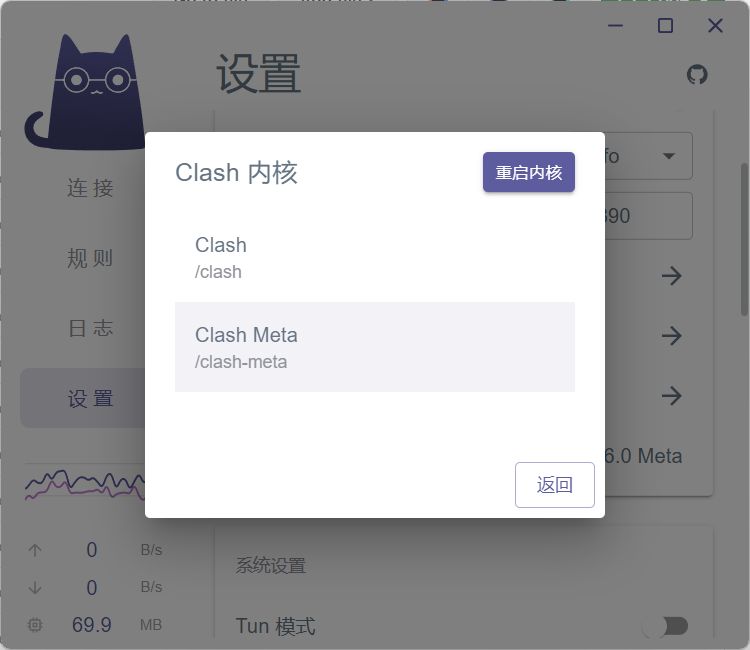 设置
连 接
规 则
日 志
设 置
Clash 内核
重启内核
Clash
/clash
Clash Meta
/clash-meta
返回
6.0 Meta
0 B/s
0 B/s
69.9 MB
系统设置
Tun 模式